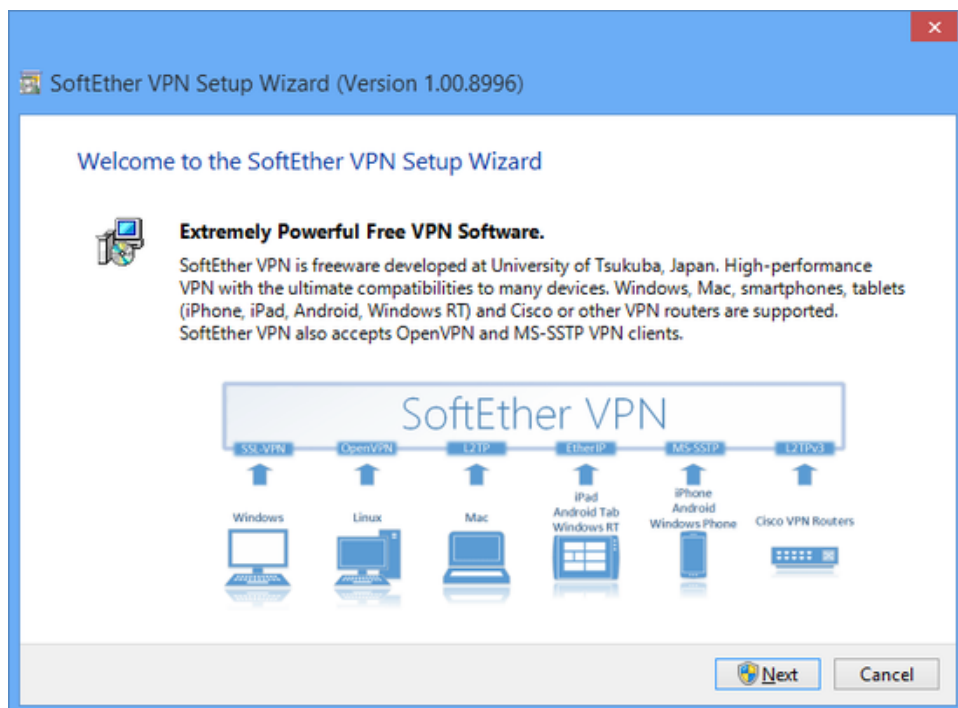 SoftEther VPN Setup Wizard (Version 1.00.8996)
Welcome to the SoftEther VPN Setup Wizard
Extremely Powerful Free VPN Software.
SoftEther VPN is freeware developed at University of Tsukuba, Japan. High-performance
VPN with the ultimate compatibilities to many devices. Windows, Mac, smartphones, tablets
(iPhone, iPad, Android, Windows RT) and Cisco or other VPN routers are supported.
SoftEther VPN also accepts OpenVPN and MS-SSTP VPN clients.
SoftEther VPN
SSL-VPN OpenVPN L2TP EtherIP MS-SSTP L2TPv3
Windows
Linux
Mac
iPad
Android Tab
Windows RT
iPhone
Android
Windows Phone
Cisco VPN Routers
Next Cancel